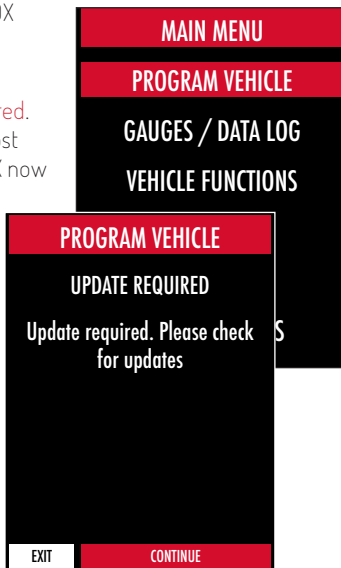 MAIN MENU
PROGRAM VEHICLE
GAUGES / DATA LOG
VEHICLE FUNCTIONS
now
PROGRAM VEHICLE
UPDATE REQUIRED
Update required. Please check
for updates
EXIT
CONTINUE